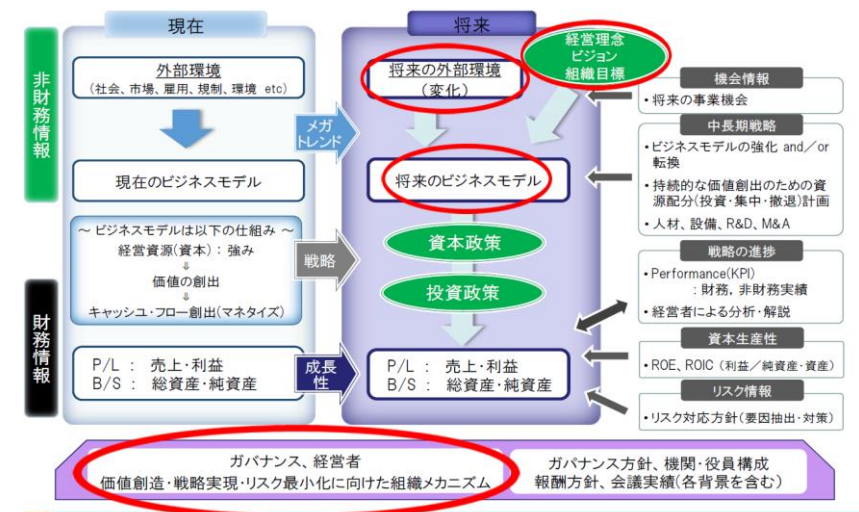 現在
将来
経営理念
ビジョン
組織目標
非財務情報
財務情報
外部環境
(社会、市場、雇用、規制、環境 etc)
現在のビジネスモデル
～ ビジネスモデルは以下の仕組み ～
経営資源(資本)：強み
⇓
価値の創出
⇓
キャッシュ・フロー創出(マネタイズ)
P/L ： 売上・利益
B/S ： 総資産・純資産
メガ
トレンド
戦略
成長
性
将来の外部環境
(変化)
将来のビジネスモデル
資本政策
投資政策
P/L ： 売上・利益
B/S ： 総資産・純資産
機会情報
・将来の事業機会
中長期戦略
・ビジネスモデルの強化 and／or
転換
・持続的な価値創出のための資
源配分(投資・集中・撤退)計画
・人材、設備、R&D、M&A
戦略の進捗
・Performance(KPI)
：財務，非財務実績
・経営者による分析・解説
資本生産性
・ROE、ROIC（利益／純資産・資産）
リスク情報
・リスク対応方針(要因抽出・対策)
ガバナンス、経営者
価値創造・戦略実現・リスク最小化に向けた組織メカニズム
ガバナンス方針、機関・役員構成
報酬方針、会議実績(各背景を含む)